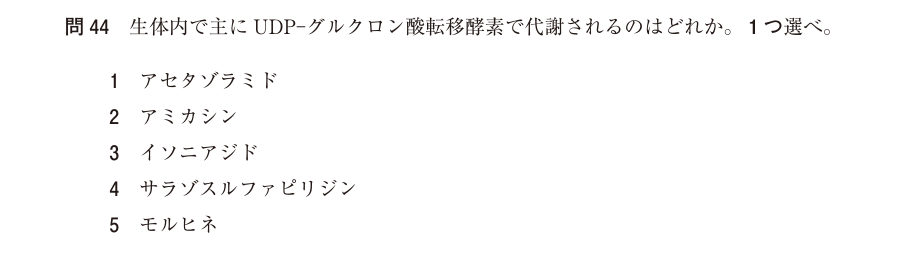 問 44 生体内で主に UDP-グルクロン酸転移酵素で代謝されるのはどれか。1つ選べ。
1 アセタゾラミド
2 アミカシン
3 イソニアジド
4 サラゾスルファピリジン
5 モルヒネ